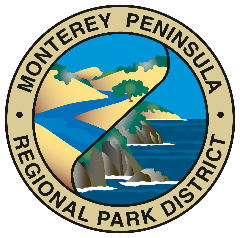 MONTEREY PENINSULA
REGIONAL PARK DISTRICT